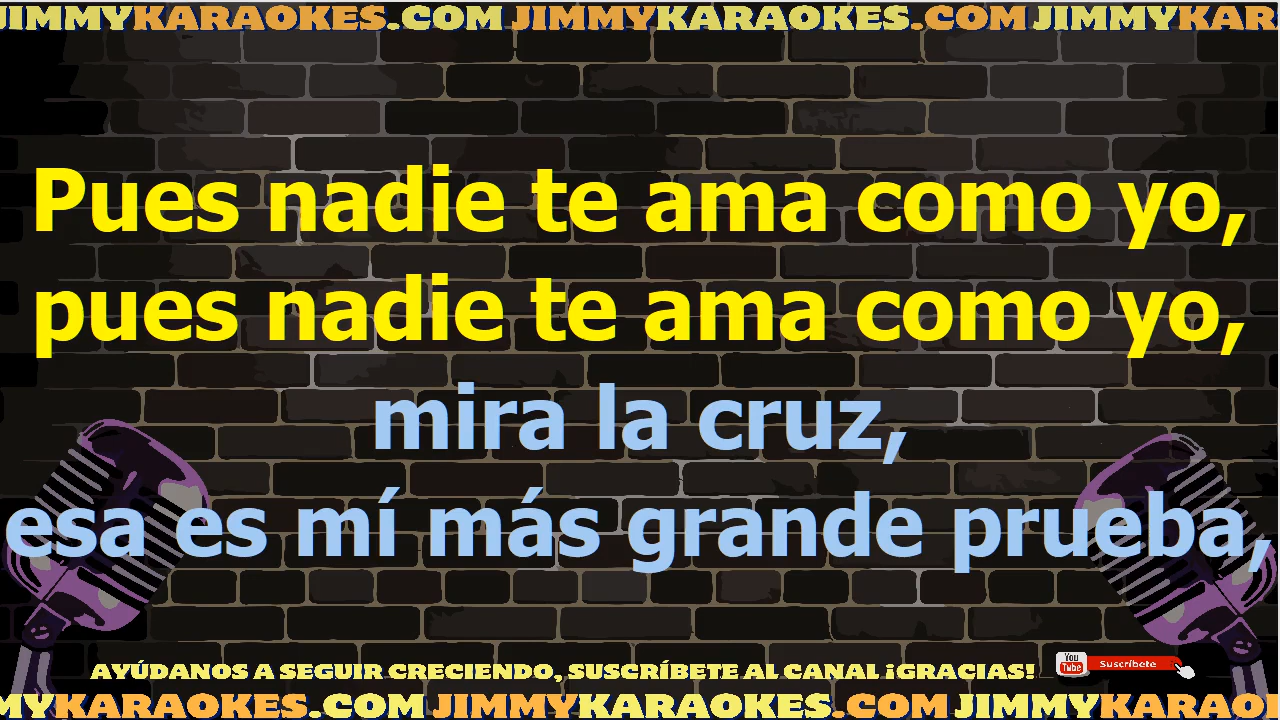 JIMMYKARAOKES.COM JIMMYKARAOKES.COM JIMMYKAR
Pues nadie te ama como yo,
pues nadie te ama como yo,
mira la cruz,
esa es mí más grande prueba,
AYÚDANOS A SEGUIR CRECIENDO, SUSCRÍBETE AL CANAL ¡GRACIAS!
You Tube Suscríbete
MYKARAOKES.COM JIMMYKARAOKES.COM JIMMYKARAO